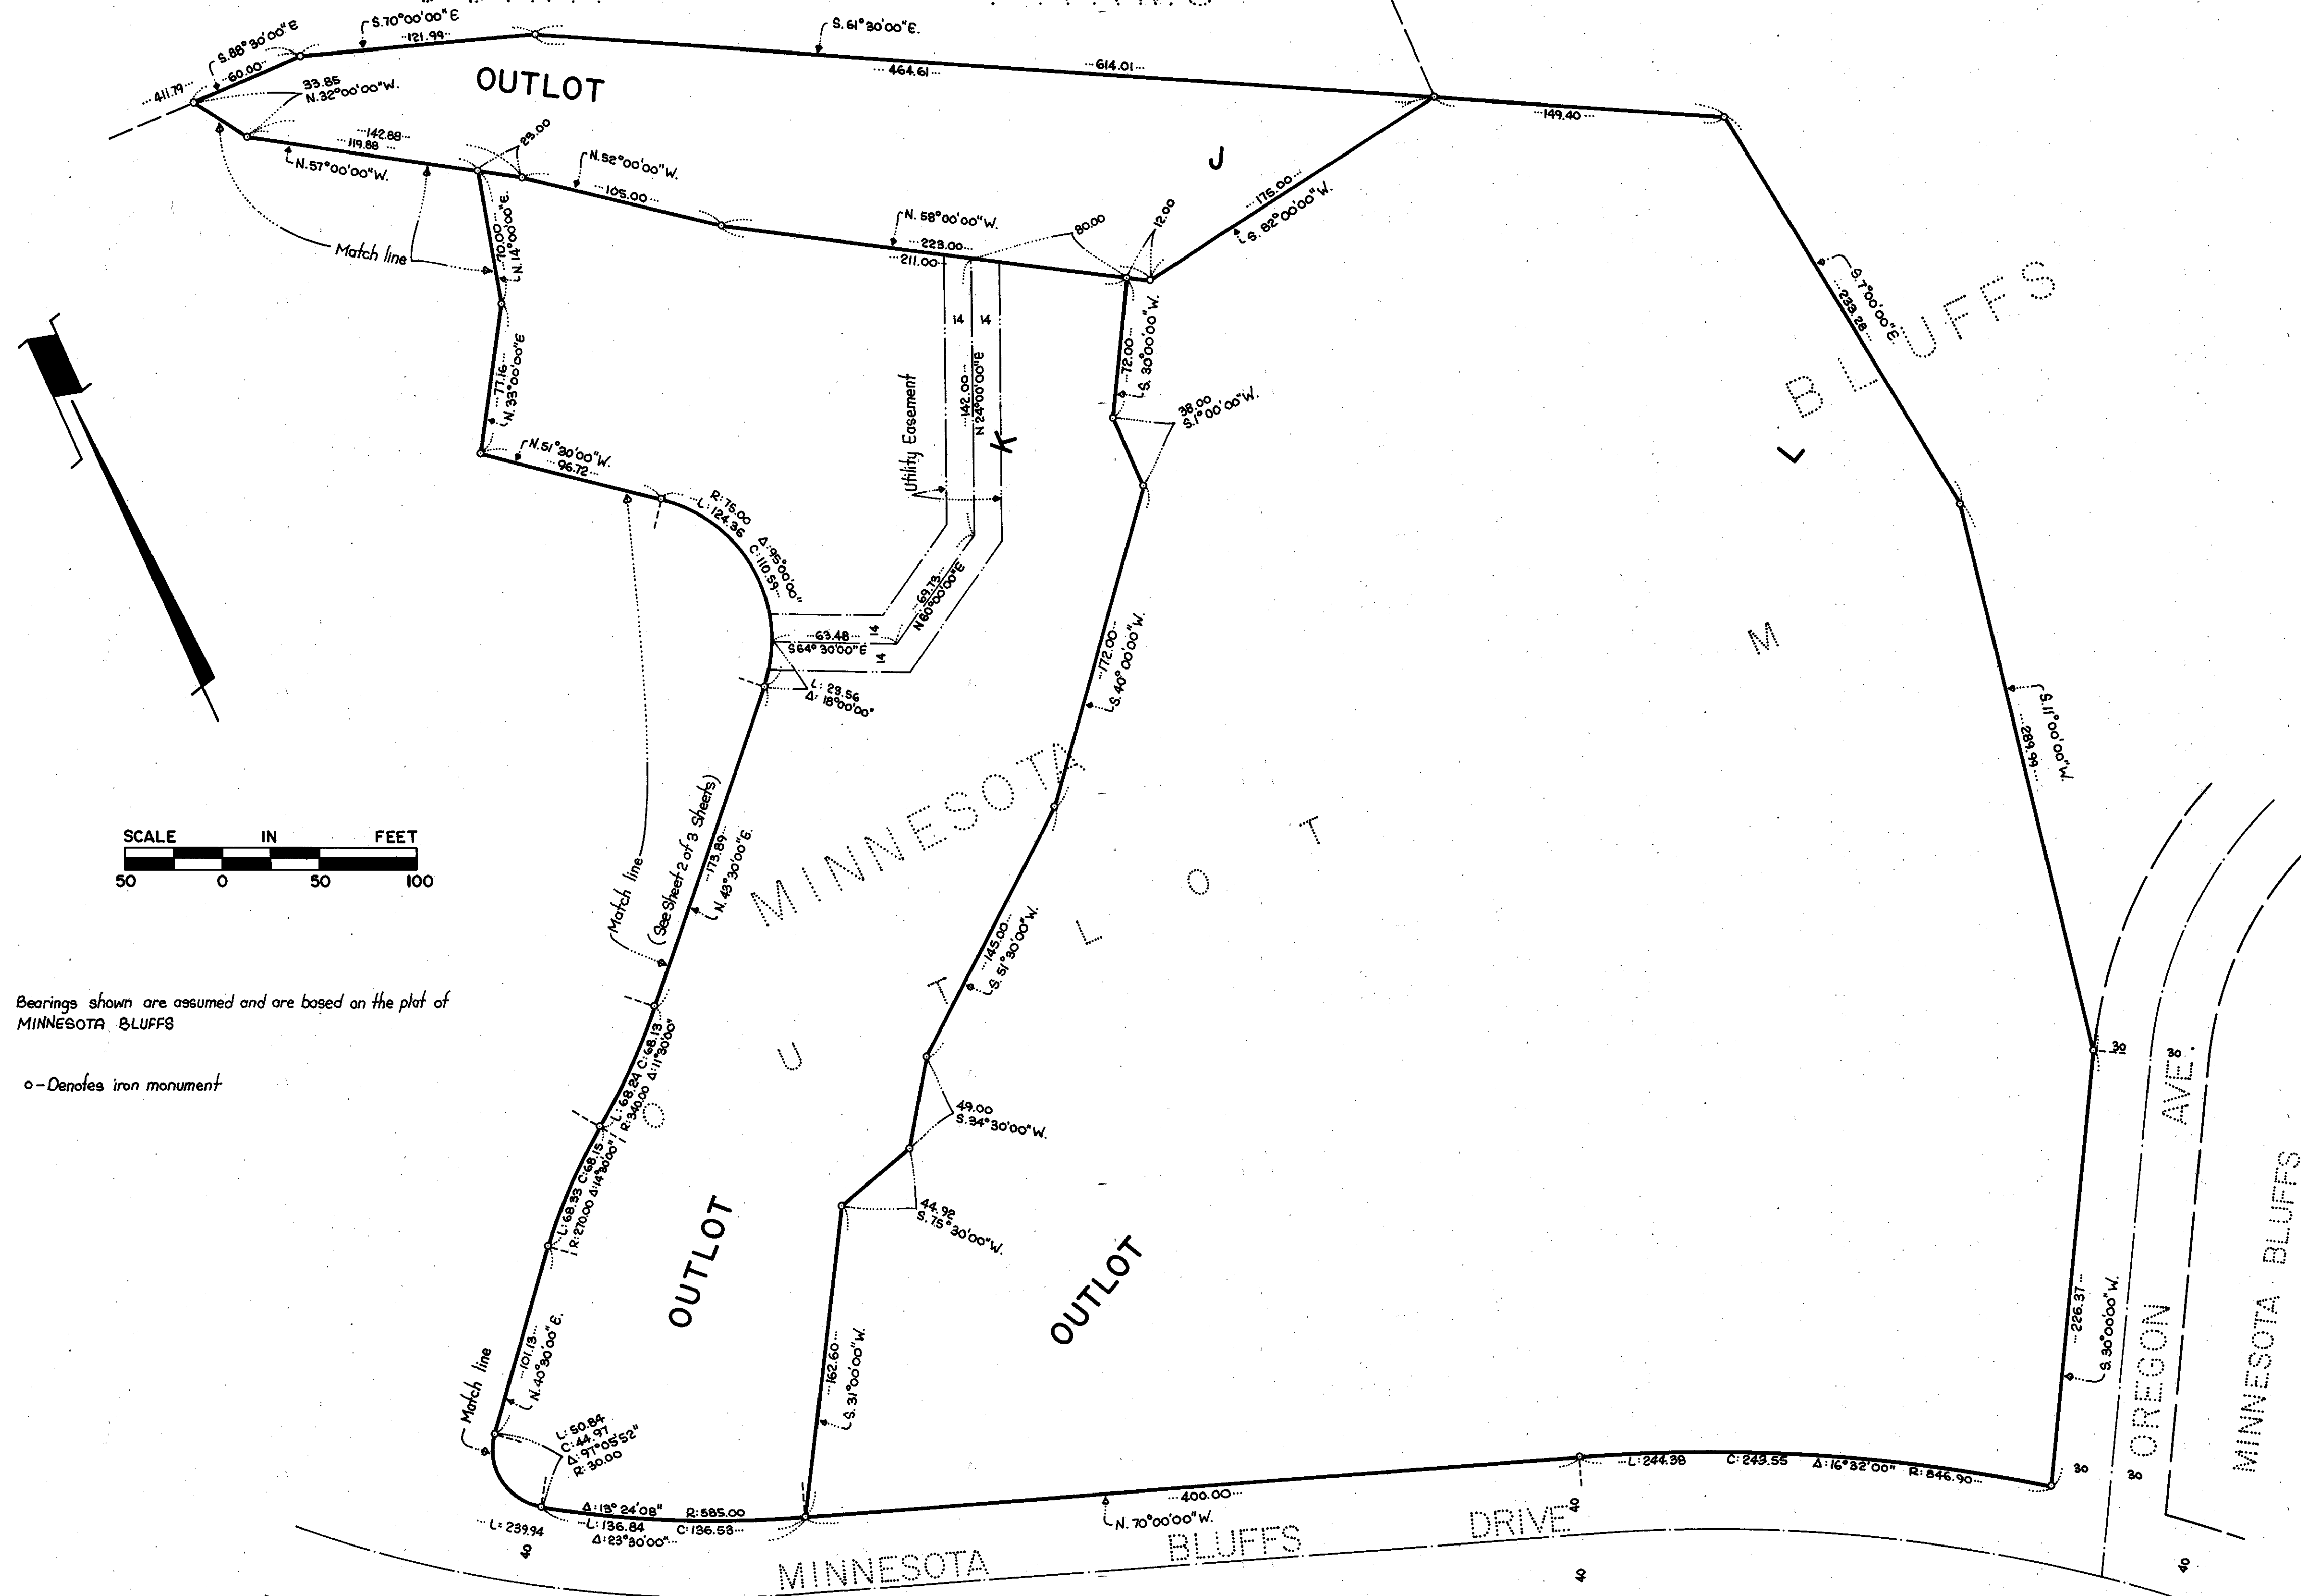 S.88°30'00"E
60.00
411.79
S.70°00'00"E
121.99
S.61°30'00"E.
464.61
614.01
149.40
33.85
N.32°00'00"W.
142.88
119.88
N.57°00'00"W.
23.00
N.52°00'00"W.
105.00
OUTLOT
J
N.58°00'00"W.
223.00
211.00
80.00
12.00
175.00
S.82°00'00"W.
70.00
N.14°00'00"E.
Match line
77.16
N.33°00'00"E
N.51°30'00"W.
96.72
R:75.00
L:124.36
Δ:95°00'00"
C:110.59
14
14
142.00
N 24°00'00"E
Utility Easement
K
72.00
S.30°00'00"W.
38.00
S.1°00'00"W.
69.73
N60°00'00"E
63.48
S64°30'00"E
14
14
L:23.56
Δ:18°00'00"
S.7°00'00"E.
233.28
BLUFFS
L
M
172.00
S.40°00'00"W.
S.11°00'00"W.
289.99
SCALE IN FEET
50 0 50 100
Match line
(See Sheet 2 of 3 Sheets)
173.89
N.43°30'00"E.
MINNESOTA
T
O
L
T
U
O
145.00
S.51°30'00"W.
Bearings shown are assumed and are based on the plat of
MINNESOTA BLUFFS
o-Denotes iron monument
L:68.24 C:68.13
R:340.00 Δ:11°30'00"
L:68.33 C:68.15
R:270.00 Δ:14°30'00"
49.00
S.34°30'00"W.
44.92
S.75°30'00"W.
OUTLOT
OUTLOT
30
30
OREGON AVE.
MINNESOTA BLUFFS
226.37
S.30°00'00"W.
101.13
N.40°30'00"E.
Match line
162.60
S.31°00'00"W.
L:50.84
C:44.97
Δ:97°05'52"
R:30.00
Δ:13°24'08" R:585.00
L=239.94
L:136.84 C:136.53
Δ:23°30'00"
40
400.00
N.70°00'00"W.
L:244.38 C:243.55 Δ:16°32'00" R:846.90
30
30
40
40
40
MINNESOTA BLUFFS DRIVE